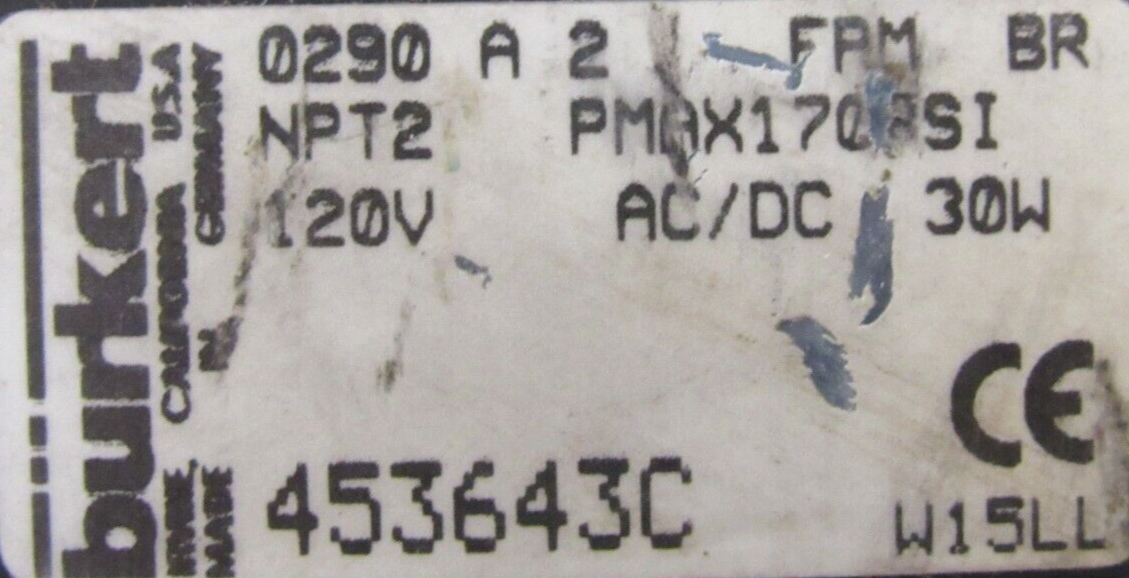 0290 A 2 FPM BR
NPT2 PMAX170PSI
120V AC/DC 30W
CE
453643C
W15LL
burkert
IRVINE, CALIFORNIA USA
MADE IN GERMANY